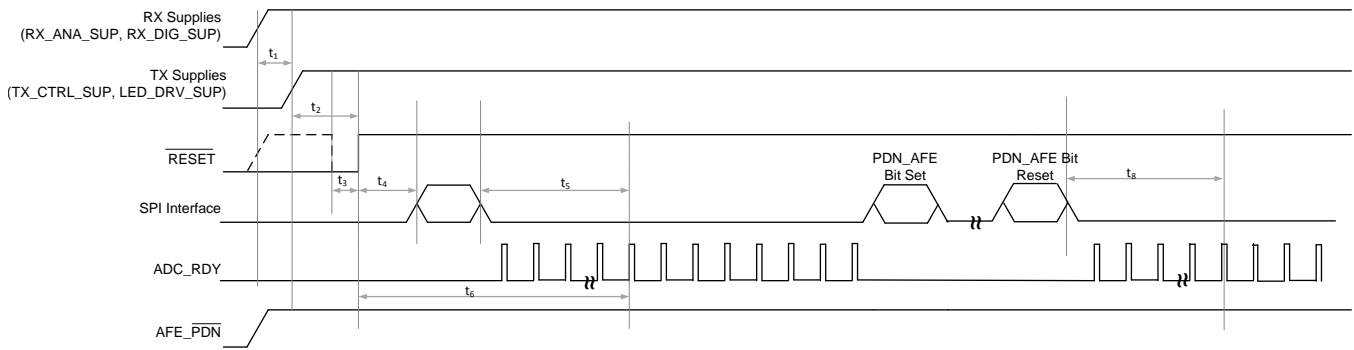 RX Supplies
(RX_ANA_SUP, RX_DIG_SUP)
t1
TX Supplies
(TX_CTRL_SUP, LED_DRV_SUP)
t2
RESET
t3
t4
t5
PDN_AFE
Bit Set
PDN_AFE Bit
Reset
t8
SPI Interface
ADC_RDY
t6
AFE_PDN